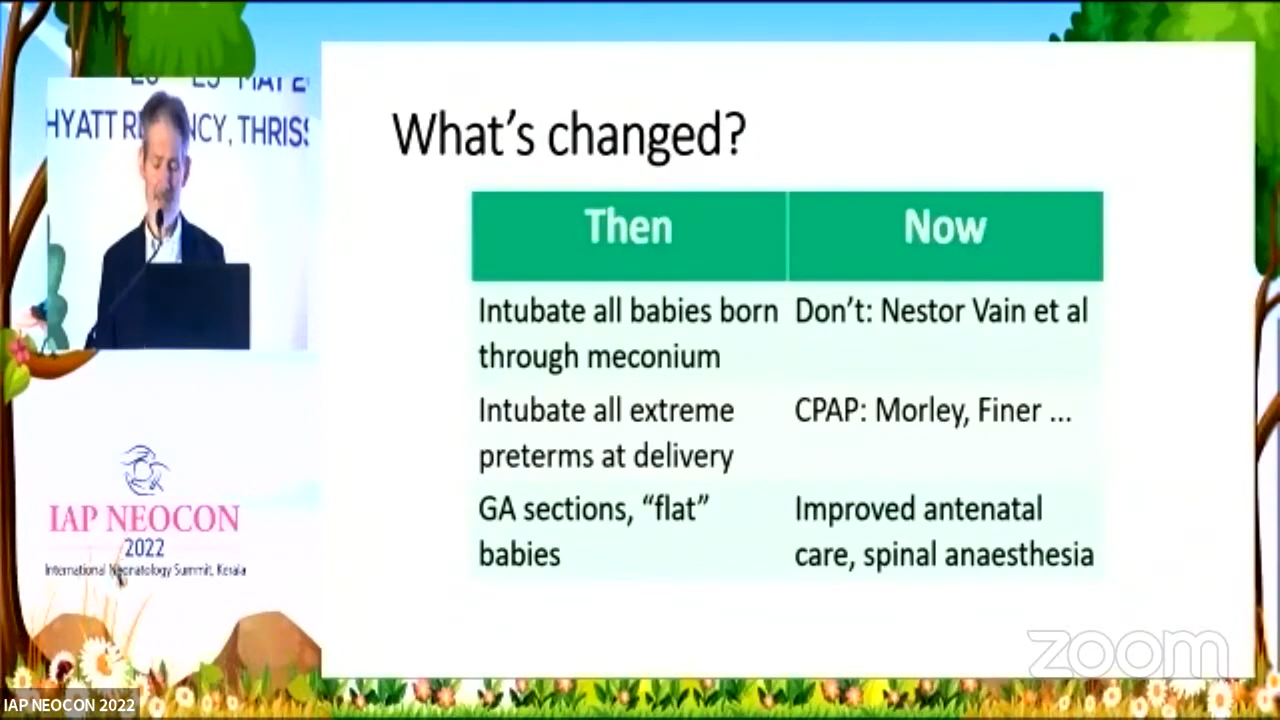 HYATT R NCY, THRISS
IAP NEOCON
2022
International Neonatology Summit, Kerala
What's changed?
Then
Now
Intubate all babies born
through meconium
Don't: Nestor Vain et al
Intubate all extreme
preterms at delivery
CPAP: Morley, Finer ...
GA sections, "flat"
babies
Improved antenatal
care, spinal anaesthesia
zoom
IAP NEOCON 2022